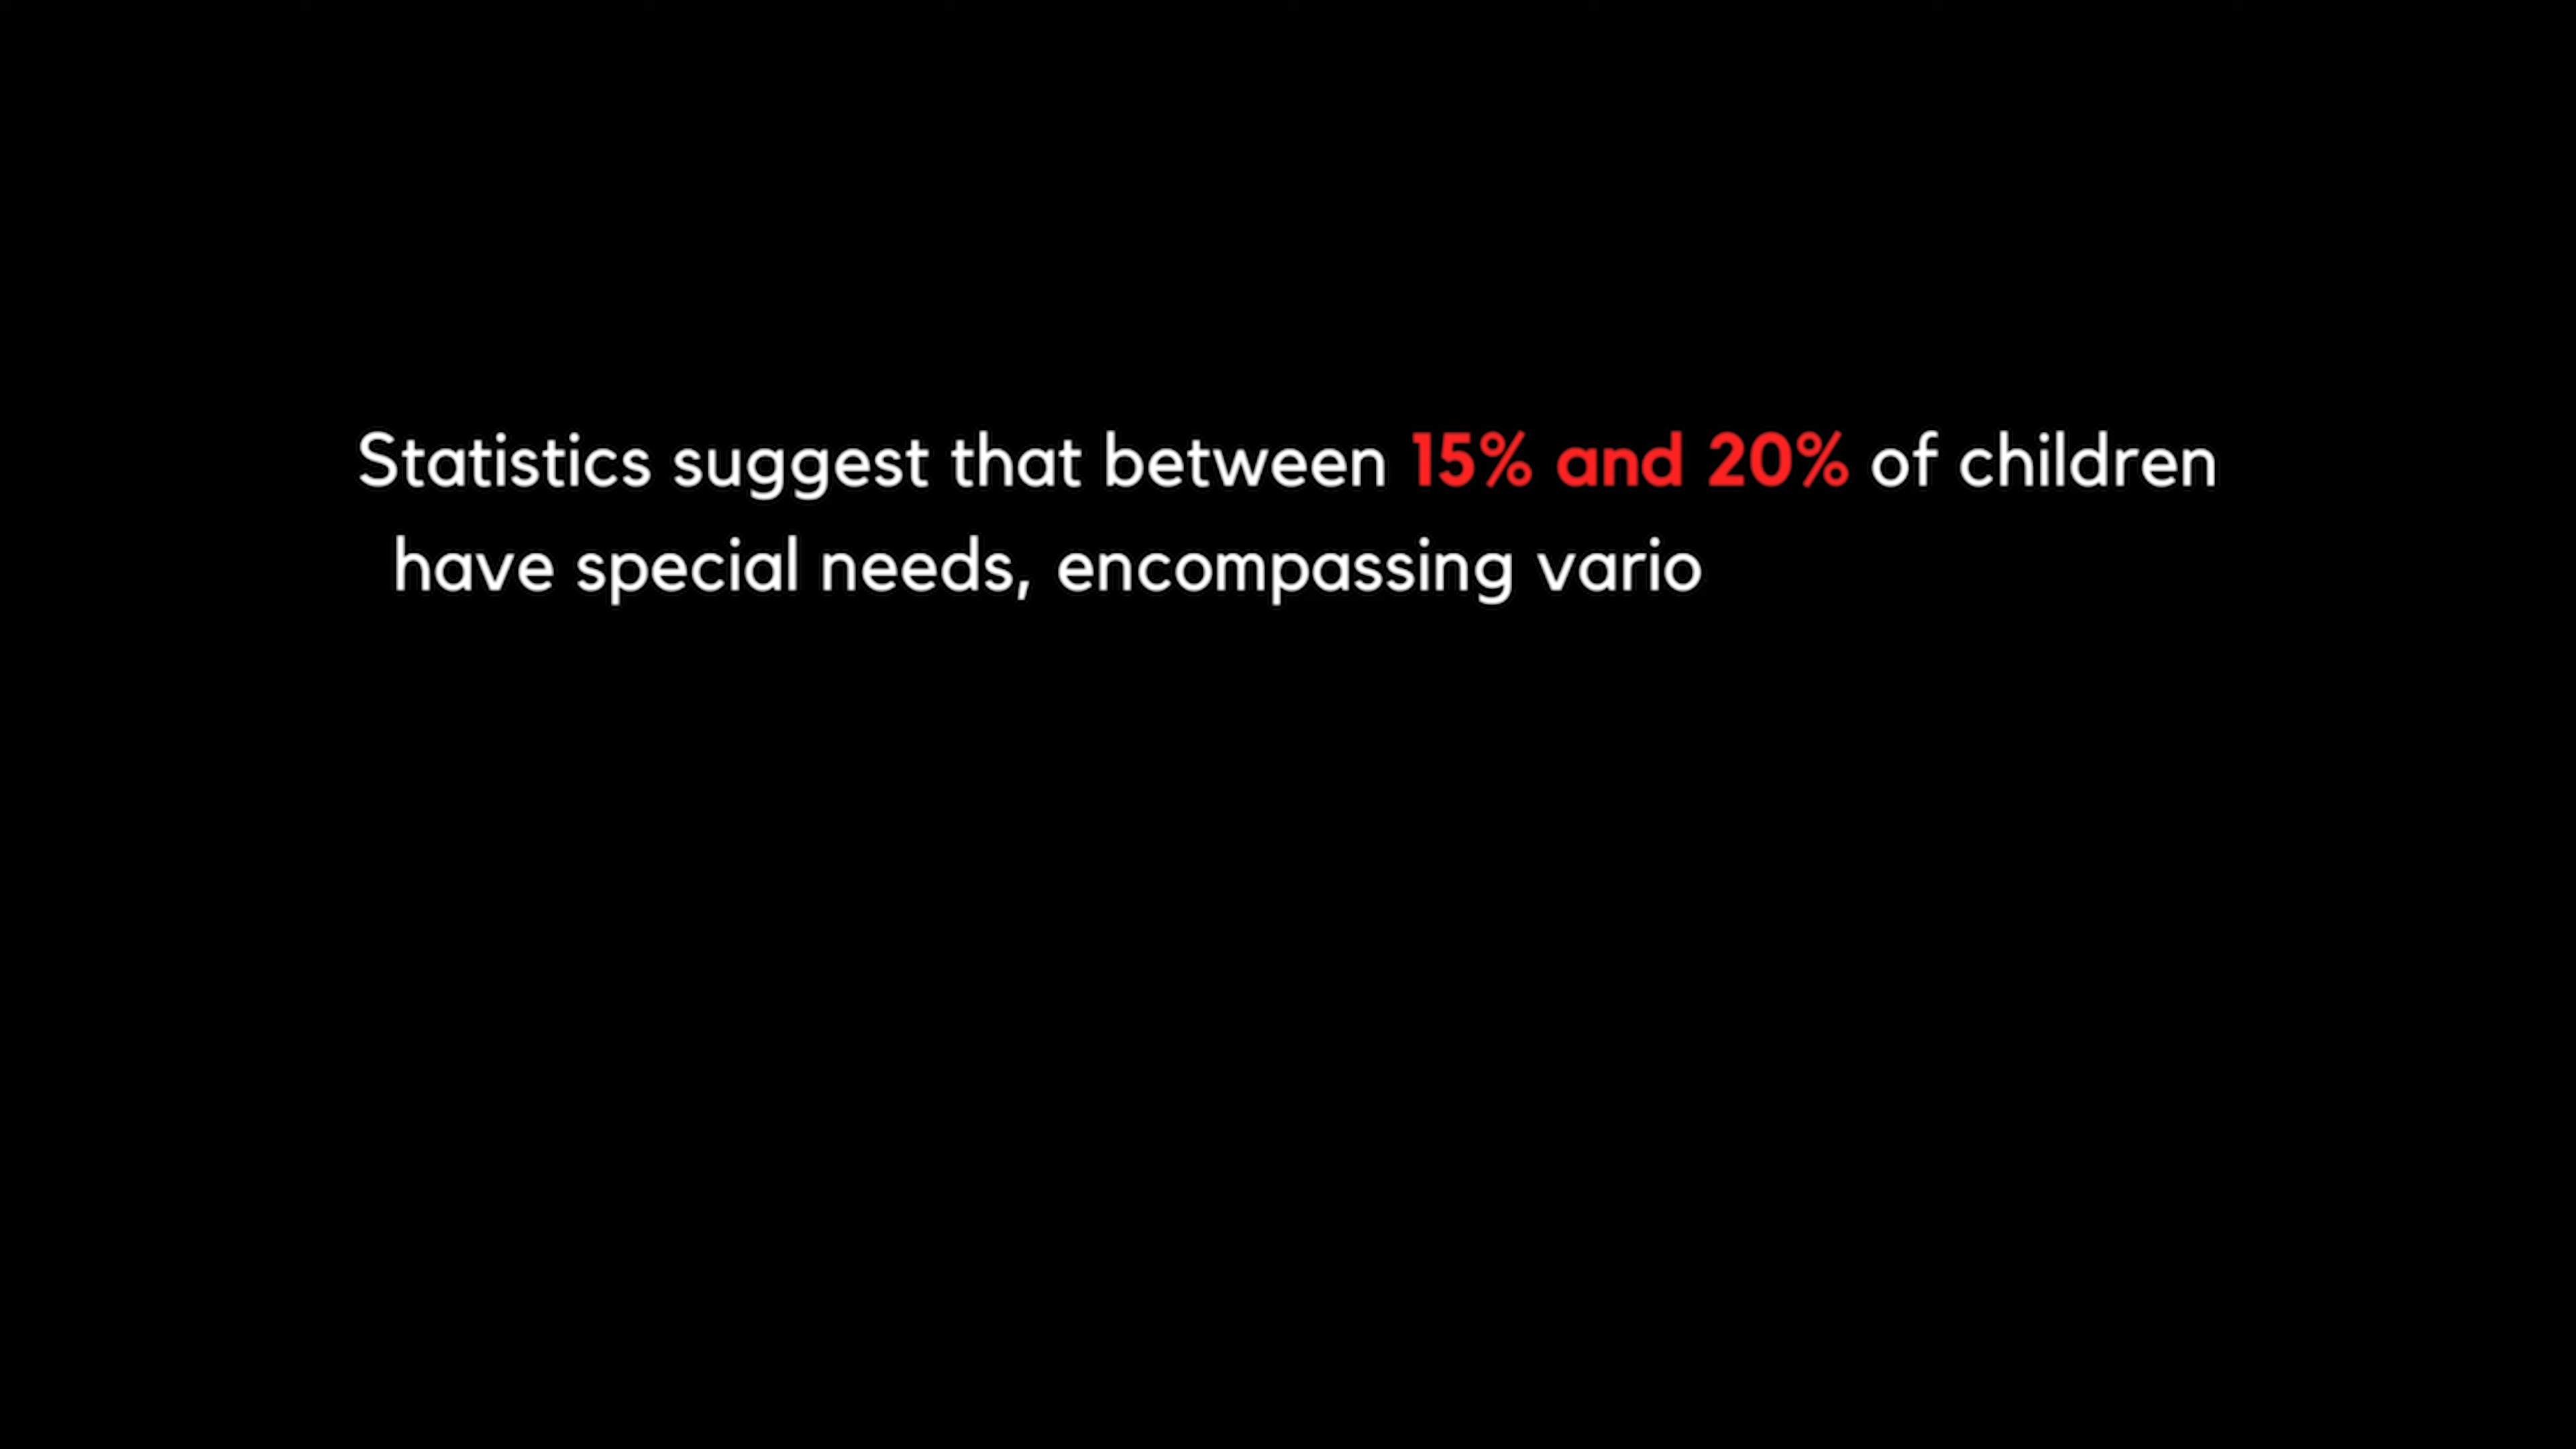 Statistics suggest that between 15% and 20% of children
have special needs, encompassing vario